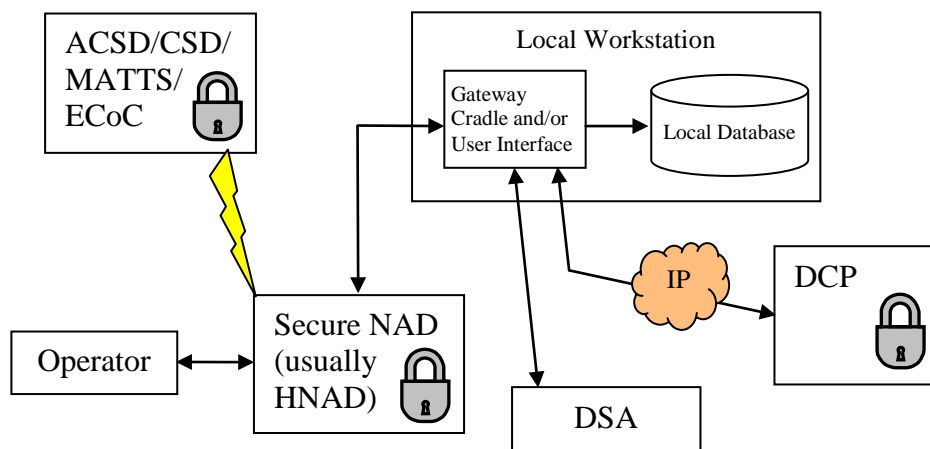 ACSD/CSD/
MATTS/
ECoC
Local Workstation
Gateway
Cradle and/or
User Interface
Local Database
IP
DCP
Secure NAD
(usually
HNAD)
Operator
DSA